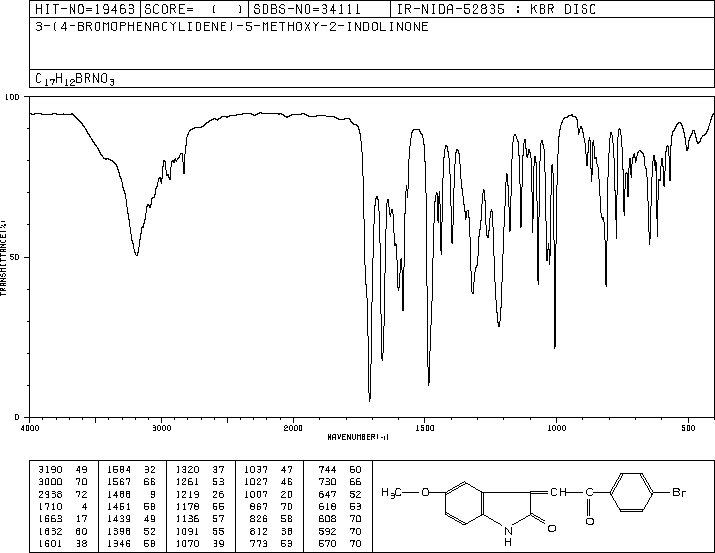 HIT-NO=19463 SCORE= ( ) SDBS-NO=34111 IR-NIDA-52835 : KBR DISC
3-(4-BROMOPHENACYLIDENE)-5-METHOXY-2-INDOLINONE
C17H12BRNO3
100
50
0
TRANSMITTANCE(%)
4000 3000 2000 1500 1000 500
WAVENUMBER(-1)
3190 49 1584 32 1320 37 1037 47 744 60
3000 70 1567 66 1261 53 1027 46 730 66
2938 72 1488 9 1219 26 1007 20 647 52
1710 4 1451 58 1178 55 867 70 618 53
1663 17 1439 49 1136 57 826 58 608 70
1632 60 1398 52 1091 55 812 38 592 70
1601 38 1346 58 1070 39 773 53 570 70
H3C O CH C Br
O O
N
H